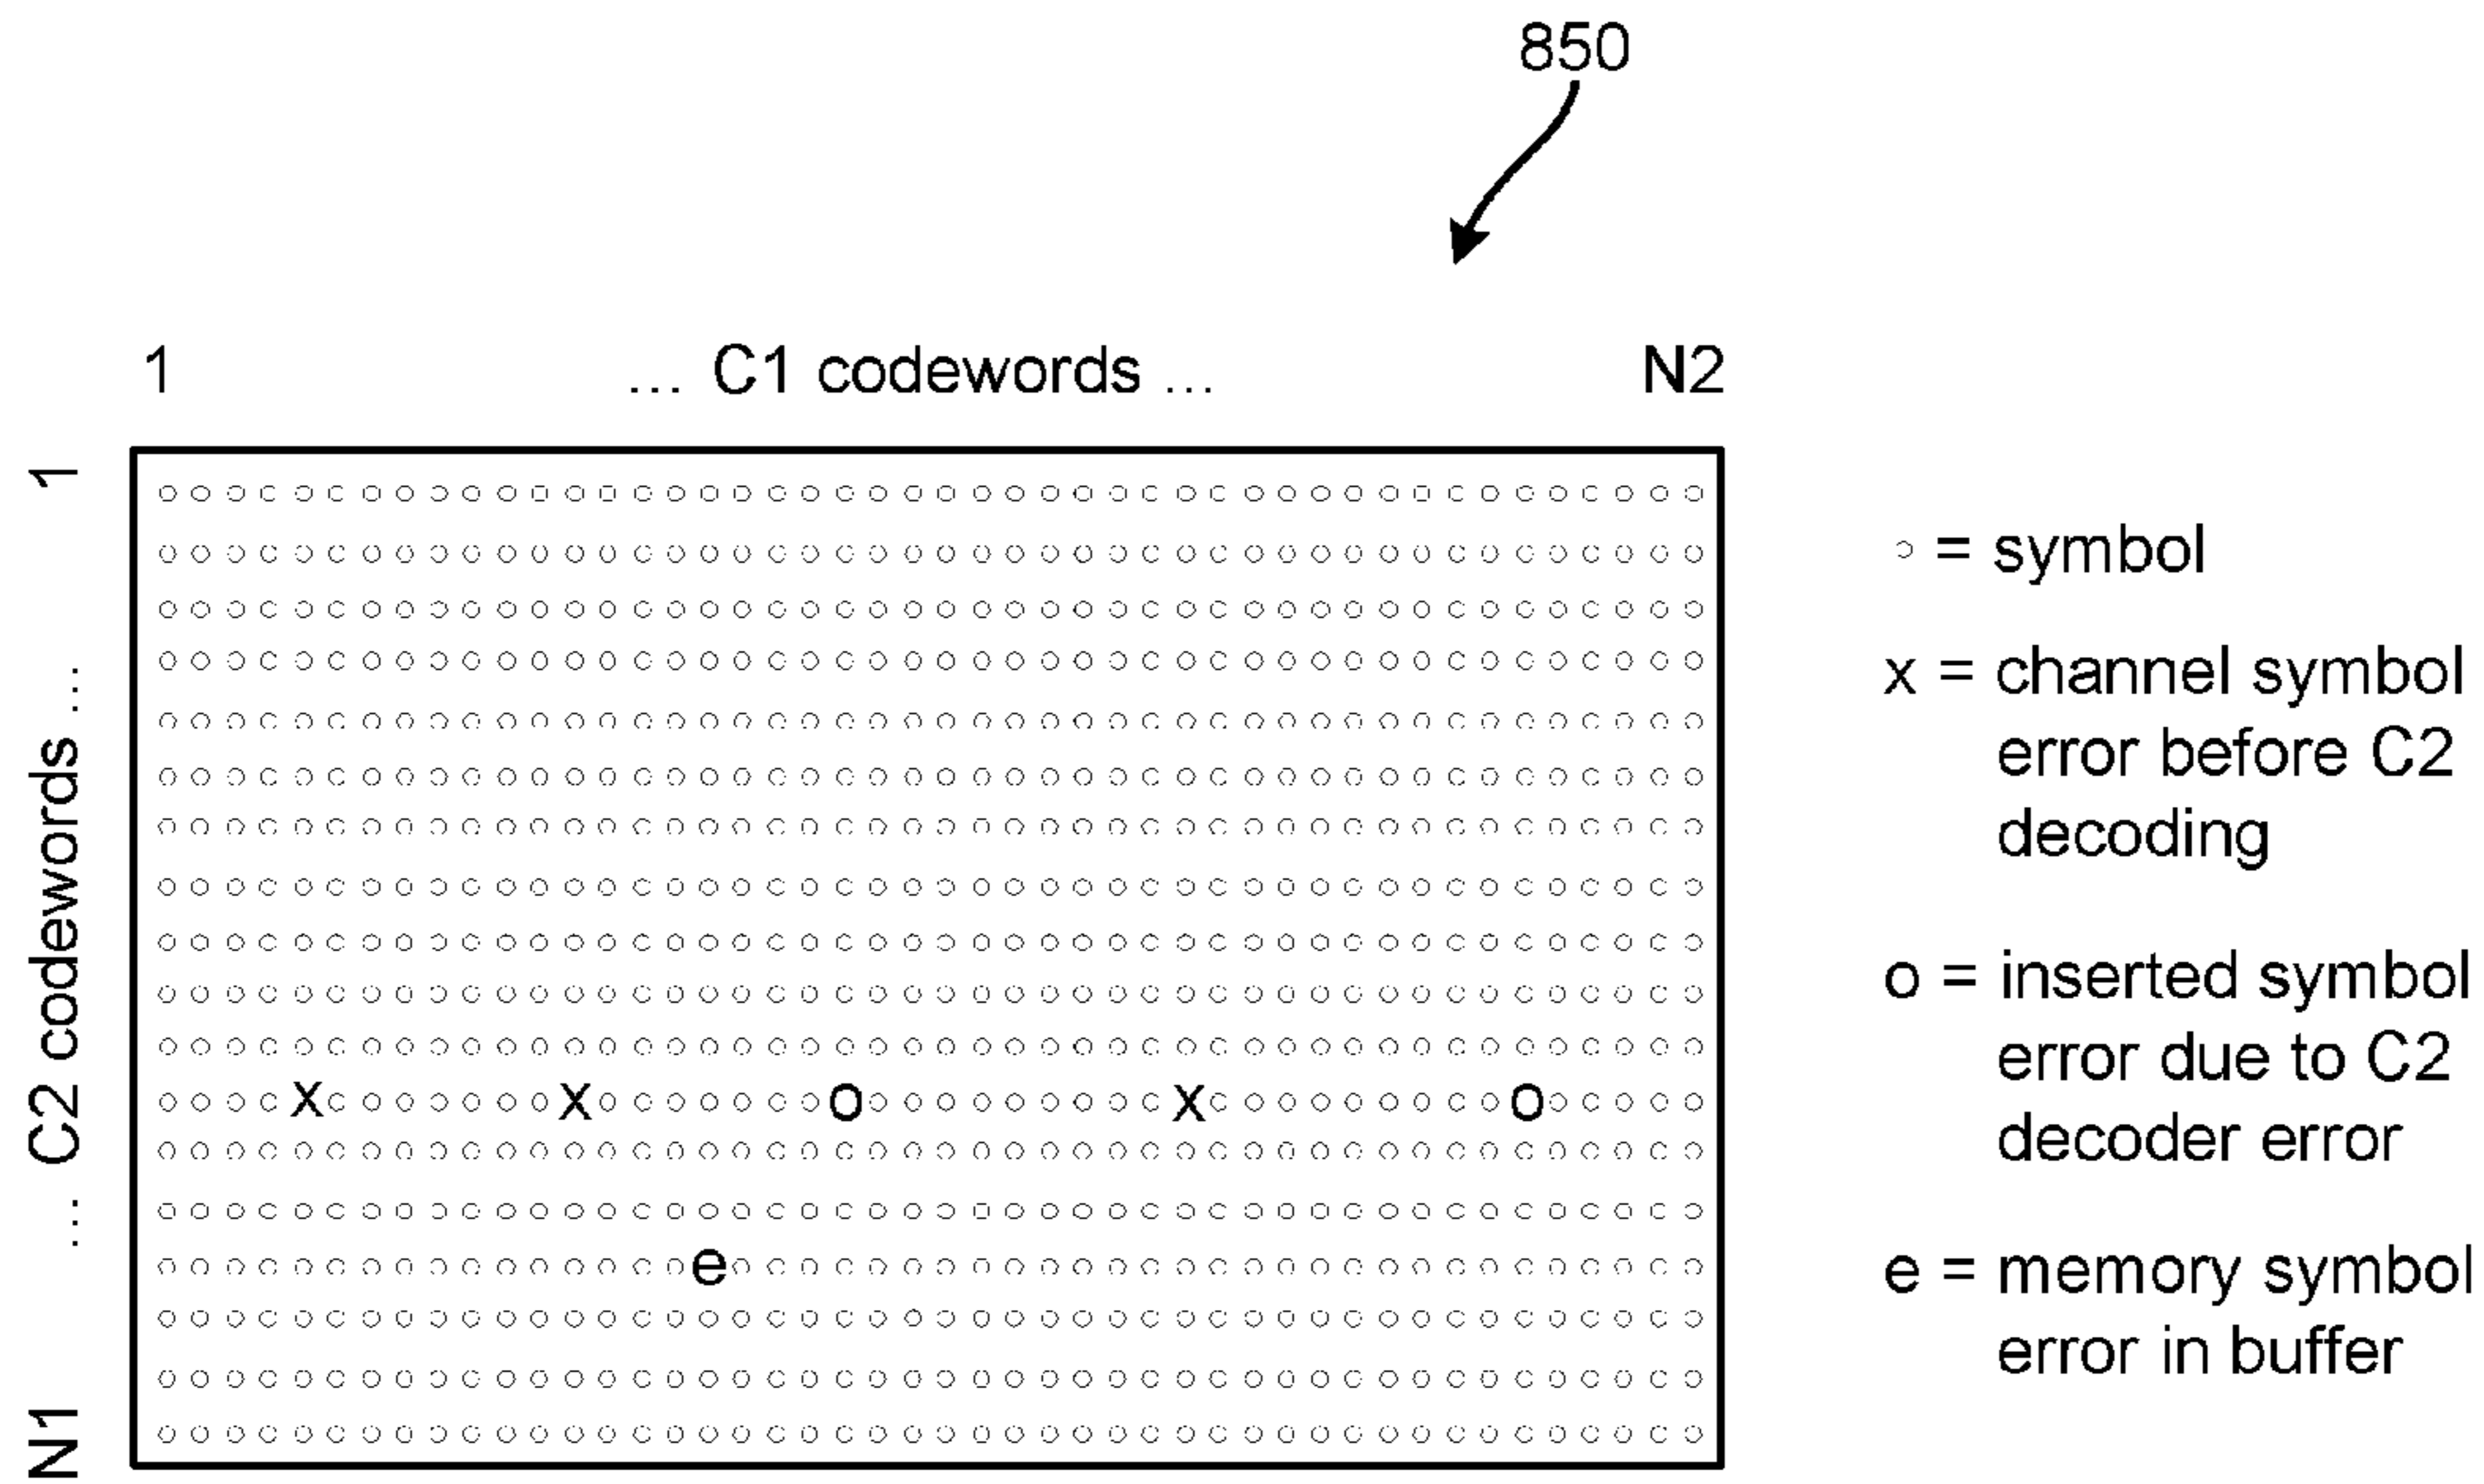 850
1 ... C1 codewords ... N2
1 ... C2 codewords ... N1
○ = symbol
x = channel symbol
error before C2
decoding
o = inserted symbol
error due to C2
decoder error
e = memory symbol
error in buffer
x x o x o
e